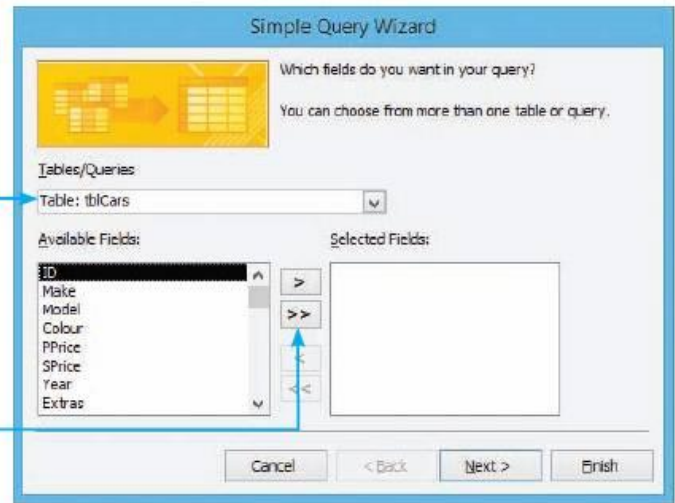 Simple Query Wizard
Which fields do you want in your query?
You can choose from more than one table or query.
Tables/Queries
Table: tblCars
Available Fields:
Selected Fields:
ID
Make
Model
Colour
PPrice
SPrice
Year
Extras
>
>>
<
<<
Cancel
< Back
Next >
Finish